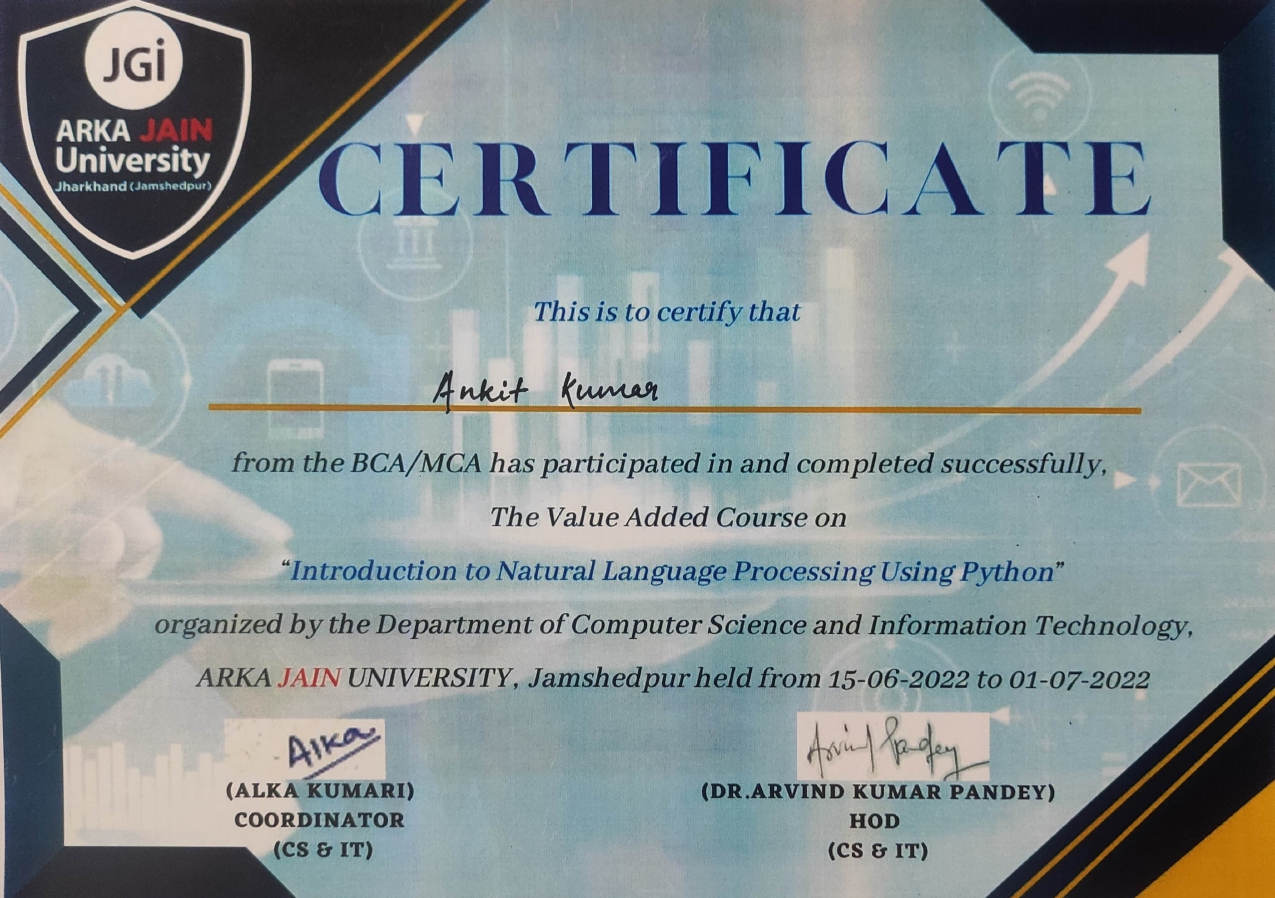 JGi
ARKA JAIN
University
Jharkhand (Jamshedpur)
CERTIFICATE
This is to certify that
Ankit Kumar
from the BCA/MCA has participated in and completed successfully,
The Value Added Course on
“Introduction to Natural Language Processing Using Python”
organized by the Department of Computer Science and Information Technology,
ARKA JAIN UNIVERSITY, Jamshedpur held from 15-06-2022 to 01-07-2022
Alka
Arvind Pandey
(ALKA KUMARI)
(DR.ARVIND KUMAR PANDEY)
COORDINATOR
HOD
(CS & IT)
(CS & IT)